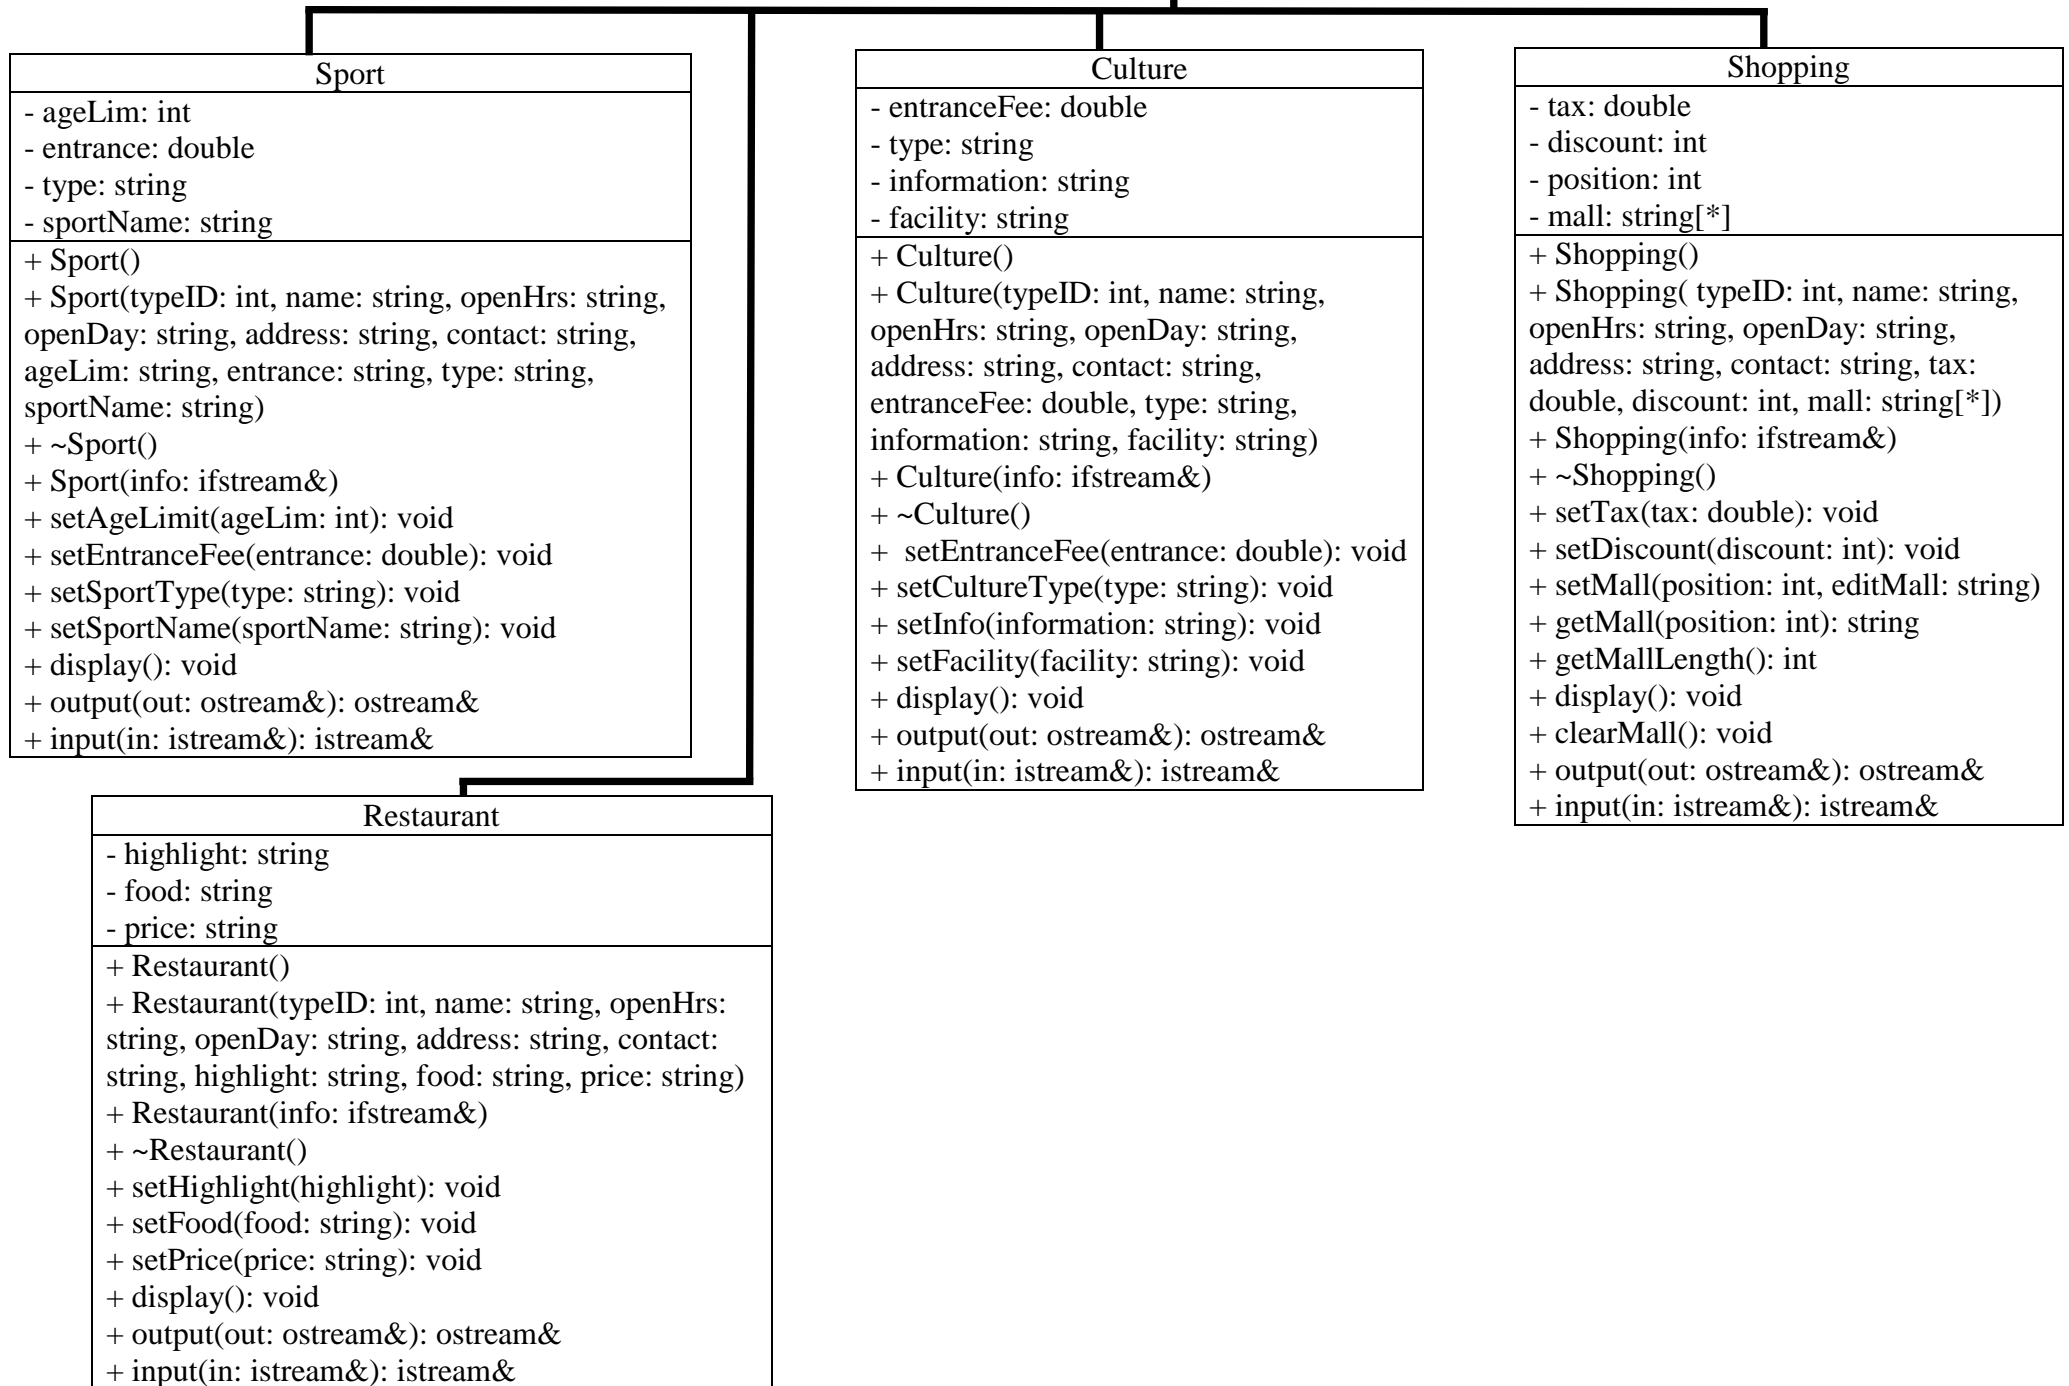 Sport
- ageLim: int
- entrance: double
- type: string
- sportName: string
+ Sport()
+ Sport(typeID: int, name: string, openHrs: string,
openDay: string, address: string, contact: string,
ageLim: string, entrance: string, type: string,
sportName: string)
+ ~Sport()
+ Sport(info: ifstream&)
+ setAgeLimit(ageLim: int): void
+ setEntranceFee(entrance: double): void
+ setSportType(type: string): void
+ setSportName(sportName: string): void
+ display(): void
+ output(out: ostream&): ostream&
+ input(in: istream&): istream&
Culture
- entranceFee: double
- type: string
- information: string
- facility: string
+ Culture()
+ Culture(typeID: int, name: string,
openHrs: string, openDay: string,
address: string, contact: string,
entranceFee: double, type: string,
information: string, facility: string)
+ Culture(info: ifstream&)
+ ~Culture()
+  setEntranceFee(entrance: double): void
+ setCultureType(type: string): void
+ setInfo(information: string): void
+ setFacility(facility: string): void
+ display(): void
+ output(out: ostream&): ostream&
+ input(in: istream&): istream&
Shopping
- tax: double
- discount: int
- position: int
- mall: string[*]
+ Shopping()
+ Shopping( typeID: int, name: string,
openHrs: string, openDay: string,
address: string, contact: string, tax:
double, discount: int, mall: string[*])
+ Shopping(info: ifstream&)
+ ~Shopping()
+ setTax(tax: double): void
+ setDiscount(discount: int): void
+ setMall(position: int, editMall: string)
+ getMall(position: int): string
+ getMallLength(): int
+ display(): void
+ clearMall(): void
+ output(out: ostream&): ostream&
+ input(in: istream&): istream&
Restaurant
- highlight: string
- food: string
- price: string
+ Restaurant()
+ Restaurant(typeID: int, name: string, openHrs:
string, openDay: string, address: string, contact:
string, highlight: string, food: string, price: string)
+ Restaurant(info: ifstream&)
+ ~Restaurant()
+ setHighlight(highlight): void
+ setFood(food: string): void
+ setPrice(price: string): void
+ display(): void
+ output(out: ostream&): ostream&
+ input(in: istream&): istream&